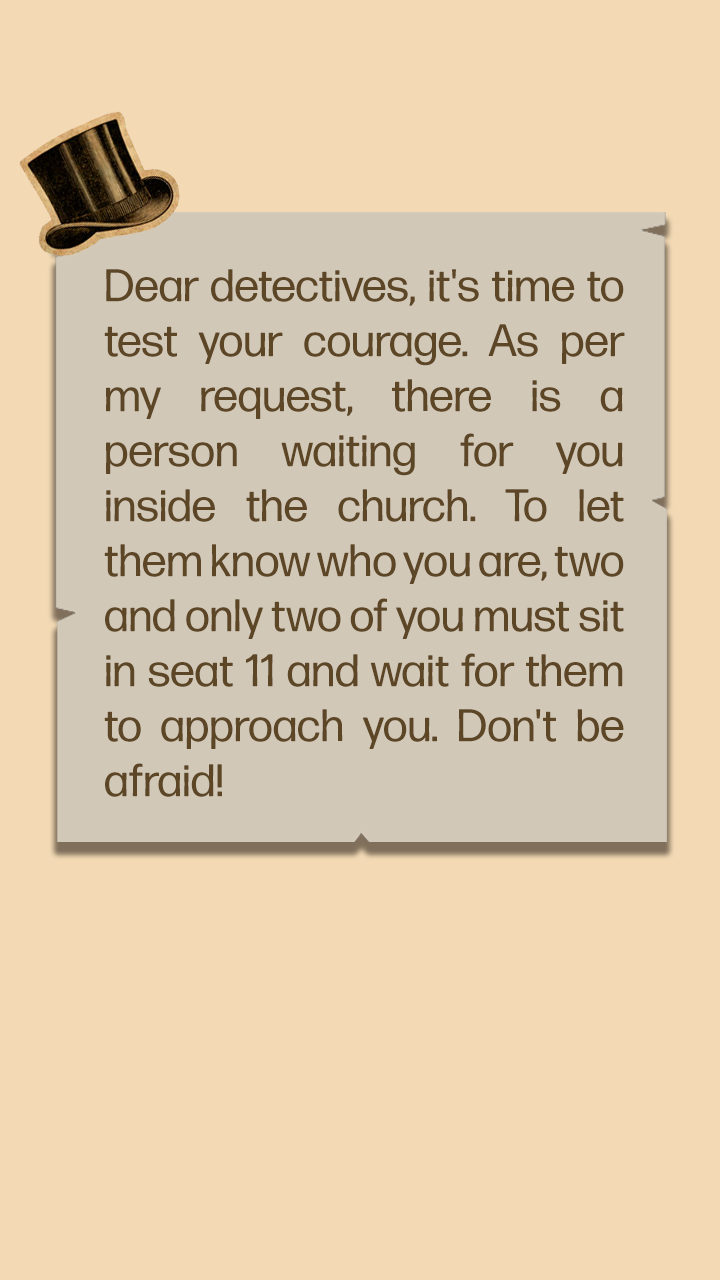 Dear detectives, it's time to
test your courage. As per
my request, there is a
person waiting for you
inside the church. To let
them know who you are, two
and only two of you must sit
in seat 11 and wait for them
to approach you. Don't be
afraid!